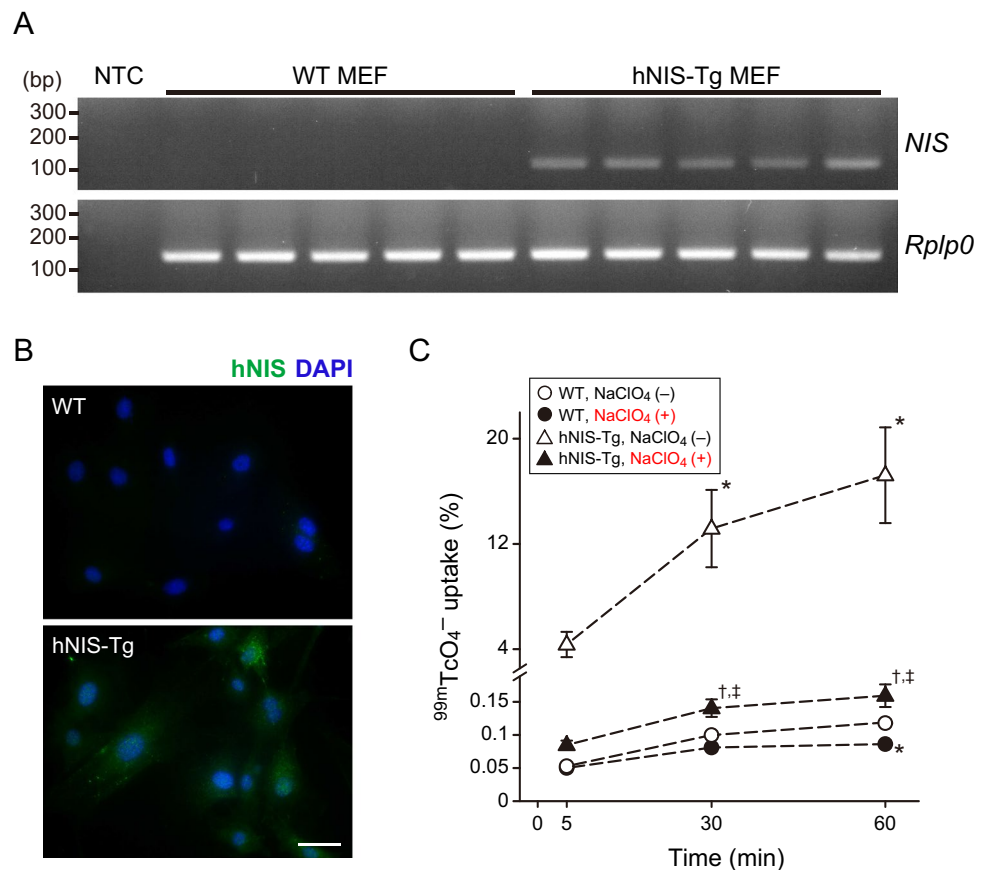 A
(bp) NTC WT MEF hNIS-Tg MEF
300
200
100
NIS
300
200
100
Rplp0
B
hNIS DAPI
WT
hNIS-Tg
C
WT, NaClO₄ (–)
WT, NaClO₄ (+)
hNIS-Tg, NaClO₄ (–)
hNIS-Tg, NaClO₄ (+)
⁹⁹ᵐTcO₄⁻ uptake (%)
20
12
4
0.15
0.1
0.05
0
*
*
†,‡
†,‡
*
0 5 30 60
Time (min)